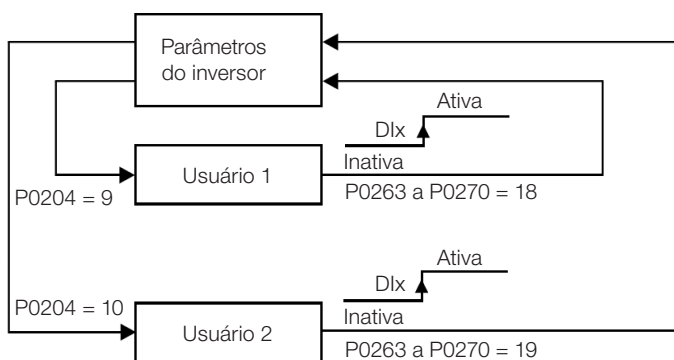 Parâmetros
do inversor
Ativa
DIx
Inativa
Usuário 1
P0204 = 9
P0263 a P0270 = 18
Ativa
DIx
P0204 = 10
Inativa
Usuário 2
P0263 a P0270 = 19